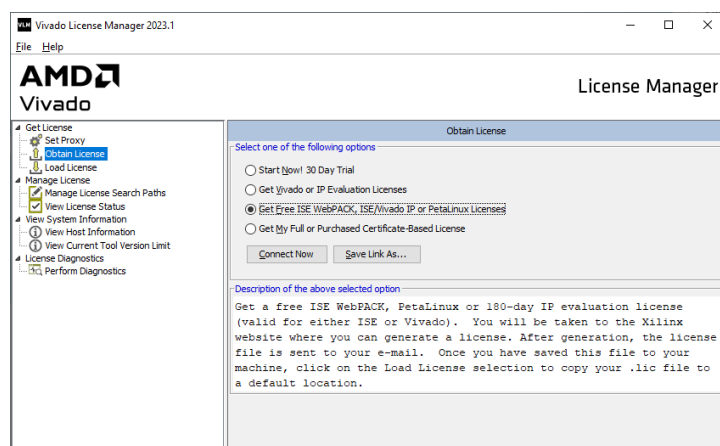 VLM Vivado License Manager 2023.1
File Help
AMD
Vivado
License Manager
Get License
Set Proxy
Obtain License
Load License
Manage License
Manage License Search Paths
View License Status
View System Information
View Host Information
View Current Tool Version Limit
License Diagnostics
Perform Diagnostics
Obtain License
Select one of the following options
Start Now! 30 Day Trial
Get Vivado or IP Evaluation Licenses
Get Free ISE WebPACK, ISE/Vivado IP or PetaLinux Licenses
Get My Full or Purchased Certificate-Based License
Connect Now Save Link As...
Description of the above selected option
Get a free ISE WebPACK, PetaLinux or 180-day IP evaluation license
(valid for either ISE or Vivado). You will be taken to the Xilinx
website where you can generate a license. After generation, the license
file is sent to your e-mail. Once you have saved this file to your
machine, click on the Load License selection to copy your .lic file to
a default location.